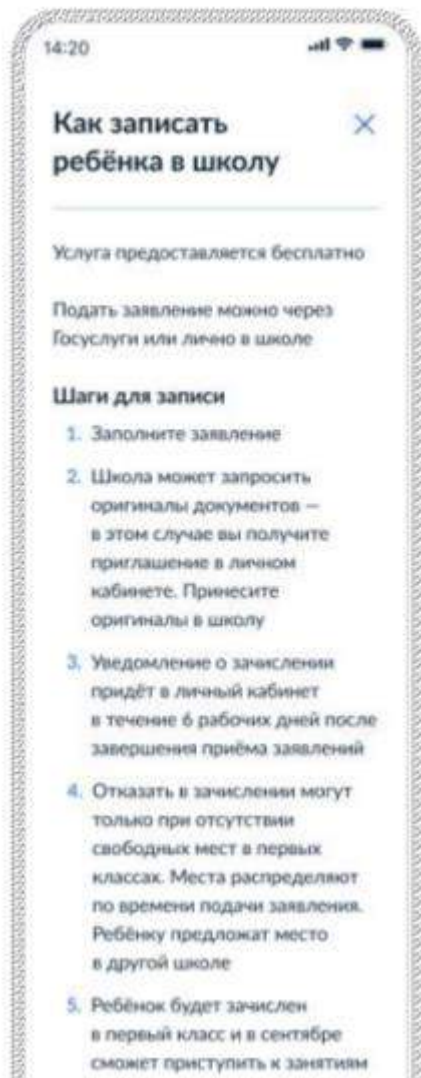 14:20
Как записать
ребёнка в школу
Услуга предоставляется бесплатно
Подать заявление можно через
Госуслуги или лично в школе
Шаги для записи
1. Заполните заявление
2. Школа может запросить
оригиналы документов —
в этом случае вы получите
приглашение в личном
кабинете. Принесите
оригиналы в школу
3. Уведомление о зачислении
придёт в личный кабинет
в течение 6 рабочих дней после
завершения приёма заявлений
4. Отказать в зачислении могут
только при отсутствии
свободных мест в первых
классах. Места распределяют
по времени подачи заявления.
Ребёнку предложат место
в другой школе
5. Ребёнок будет зачислен
в первый класс и в сентябре
сможет приступить к занятиям